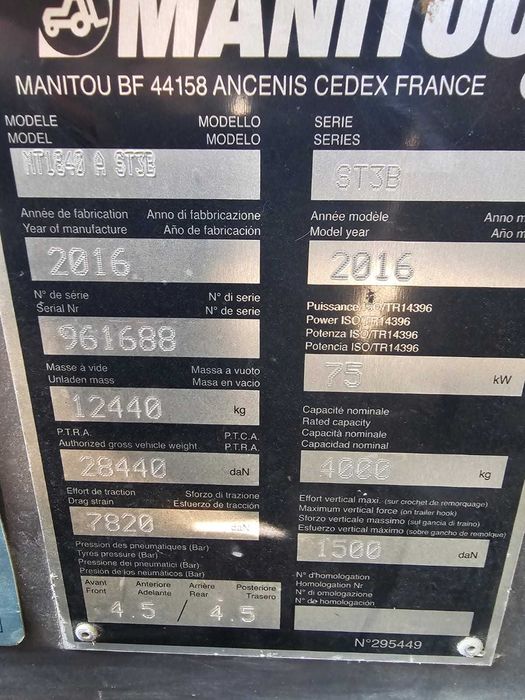 MANITOU
MANITOU BF 44158 ANCENIS CEDEX FRANCE
MODELE MODELLO
MODEL MODELO
MT1840 A ST3B
Année de fabrication Anno di fabbricazione
Year of manufacture Año de fabricación
2016
N° de série N° di serie
Serial Nr N° de serie
961688
Masse à vide Massa a vuoto
Unladen mass Masa en vacio
12440 kg
P.T.R.A. P.T.C.A.
Authorized gross vehicle weight P.T.R.A.
28440 daN
Effort de traction Sforzo di trazione
Drag strain Esfuerzo de tracción
7820 daN
Pression des pneumatiques (Bar)
Tyres pressure (Bar)
Pressione dei pneumatici (Bar)
Presion de los neumáticos (Bar)
Avant Anteriore Arrière Posteriore
Front Adelante Rear Trasero
4.5 / 4.5
SERIE
SERIES
ST3B
Année modèle Anno m
Model year Año m
2016
Puissance ISO/TR14396
Power ISO/TR14396
Potenza ISO/TR14396
Potencia ISO/TR14396
75 kW
Capacité nominale
Rated capacity
Capacità nominale
Capacidad nominal
4000 kg
Effort vertical maxi. (sur crochet de remorquage)
Maximum vertical force (on trailer hook)
Sforzo verticale massimo (sul gancia di traino)
Esfuerzo vertical máximo (sobre gancho de remolque)
1500 daN
N° d'homologation
Homologation Nr
N° di omologazione
N° de homologación
N°295449